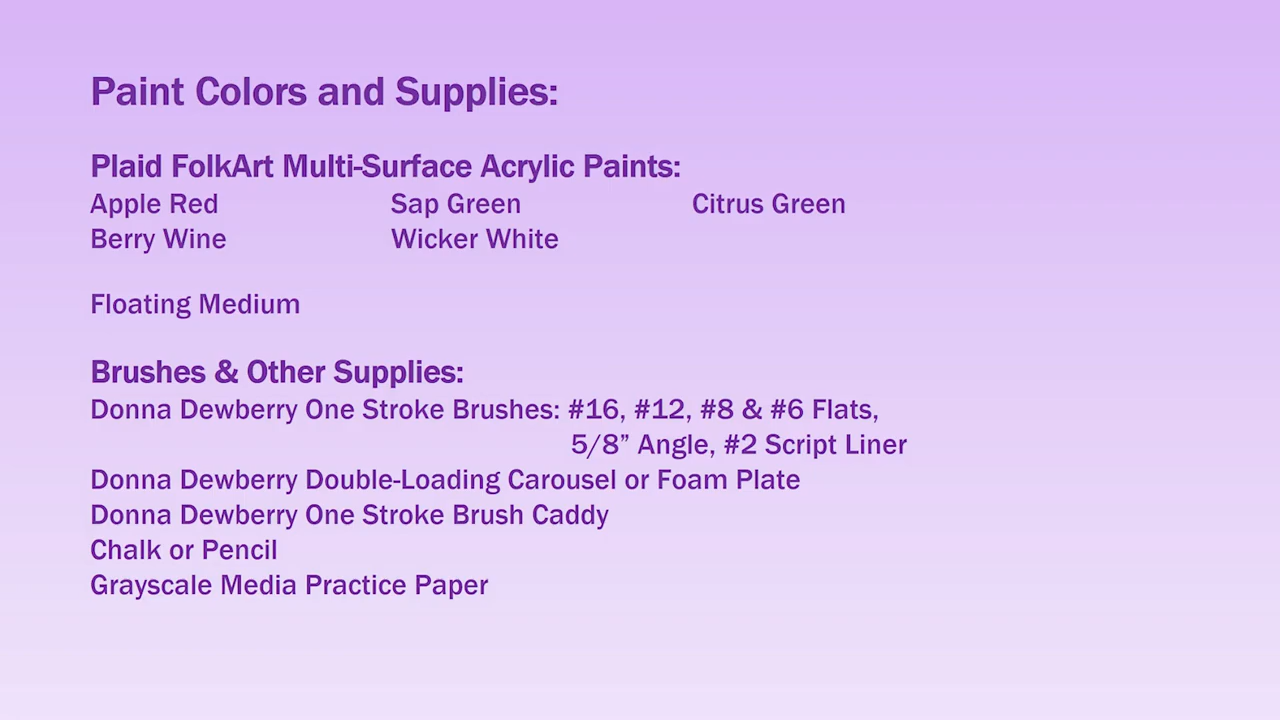 Paint Colors and Supplies:
Plaid FolkArt Multi-Surface Acrylic Paints:
Apple Red Sap Green Citrus Green
Berry Wine Wicker White
Floating Medium
Brushes & Other Supplies:
Donna Dewberry One Stroke Brushes: #16, #12, #8 & #6 Flats,
5/8” Angle, #2 Script Liner
Donna Dewberry Double-Loading Carousel or Foam Plate
Donna Dewberry One Stroke Brush Caddy
Chalk or Pencil
Grayscale Media Practice Paper